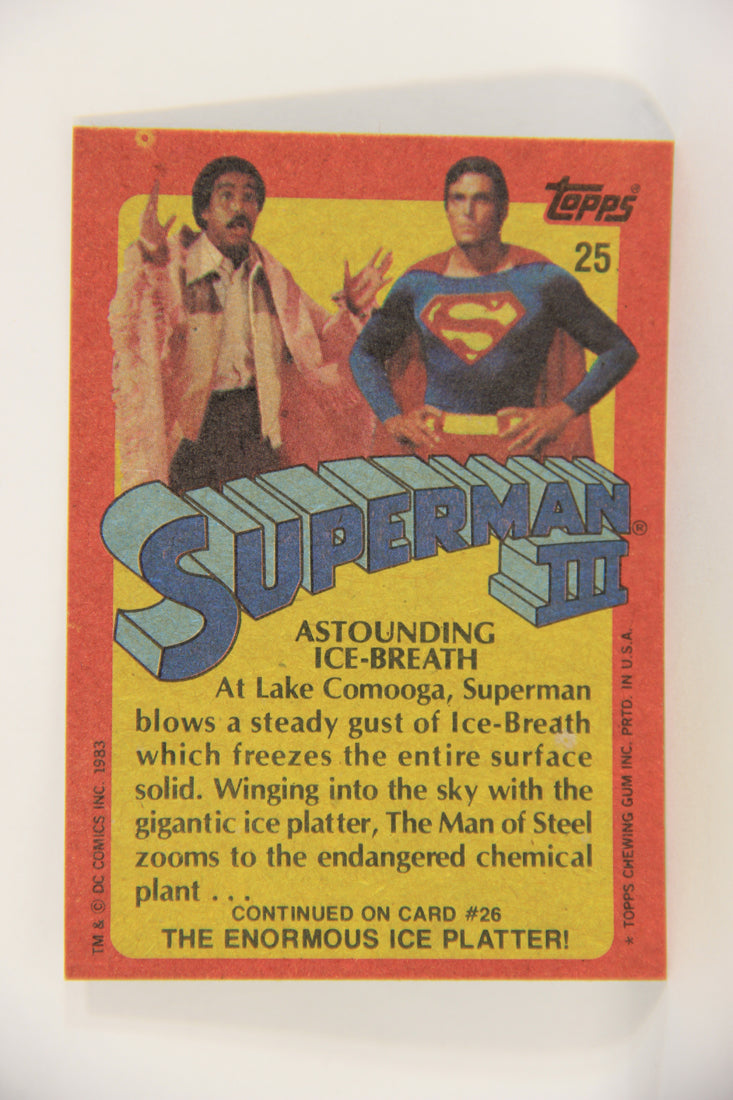 topps®
25
SUPERMAN®
III
ASTOUNDING
ICE-BREATH
At Lake Comooga, Superman
blows a steady gust of Ice-Breath
which freezes the entire surface
solid. Winging into the sky with the
gigantic ice platter, The Man of Steel
zooms to the endangered chemical
plant . . .
CONTINUED ON CARD #26
THE ENORMOUS ICE PLATTER!
TM & © DC COMICS INC. 1983
* TOPPS CHEWING GUM INC. PRTD. IN U.S.A.